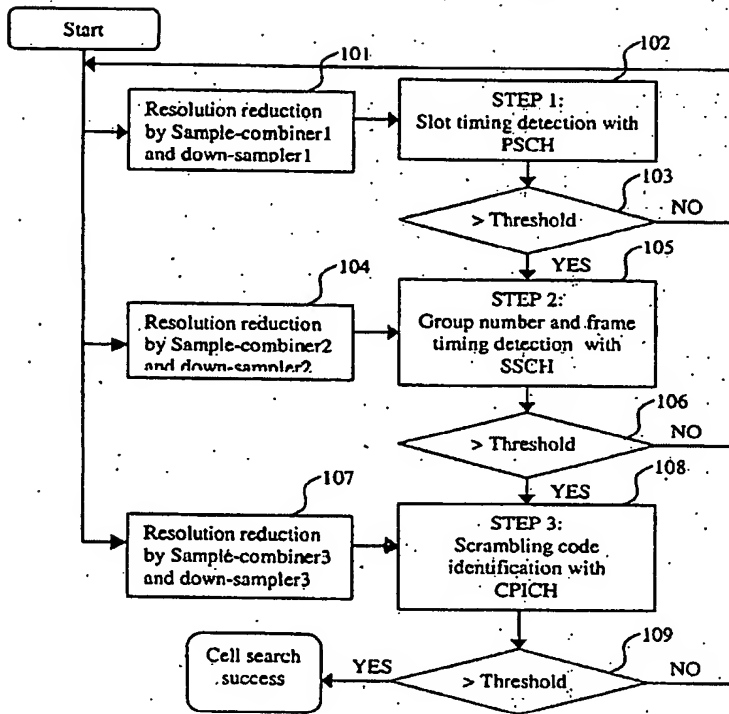 Start
101
102
Resolution reduction
by Sample-combiner1
and down-sampler1
STEP 1:
Slot timing detection with
PSCH
103
> Threshold
NO
YES
104
105
Resolution reduction
by Sample-combiner2
and down-sampler2
STEP 2:
Group number and frame
timing detection with
SSCH
106
> Threshold
NO
YES
107
108
Resolution reduction
by Sample-combiner3
and down-sampler3
STEP 3:
Scrambling code
identification with
CPICH
109
Cell search
success
YES
> Threshold
NO